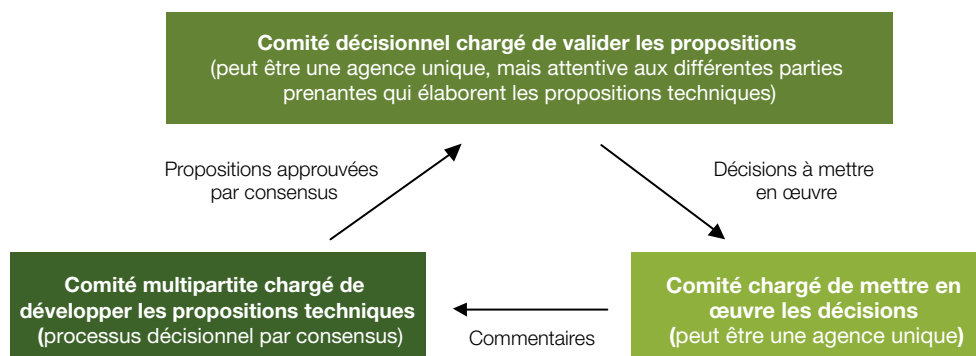 Comité décisionnel chargé de valider les propositions
(peut être une agence unique, mais attentive aux différentes parties
prenantes qui élaborent les propositions techniques)
Propositions approuvées
par consensus
Décisions à mettre
en œuvre
Comité multipartite chargé de
développer les propositions techniques
(processus décisionnel par consensus)
Commentaires
Comité chargé de mettre en
œuvre les décisions
(peut être une agence unique)